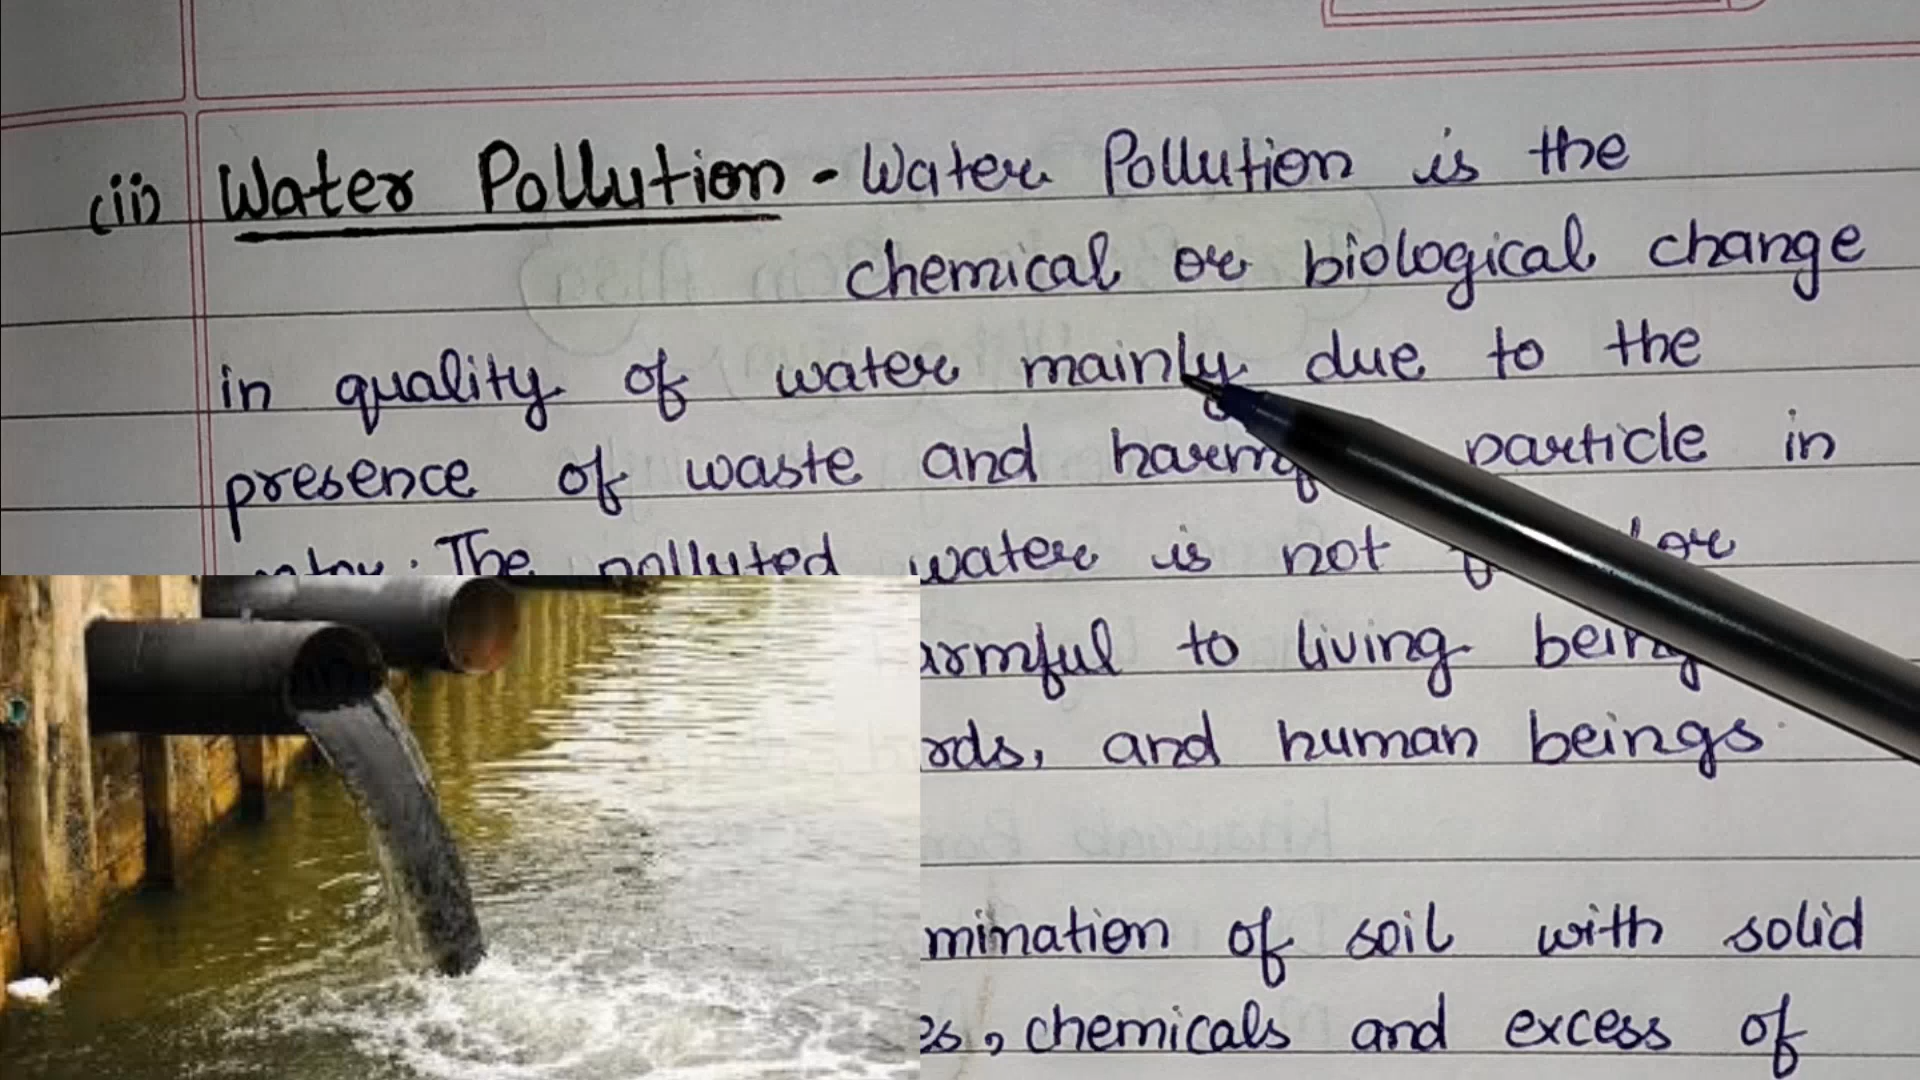 (ii) Water Pollution - Water Pollution is the
chemical or biological change
in quality of water mainly due to the
presence of waste and particle in
The polluted water is not
to living
and human beings.
of soil with solid
, chemicals and excess of